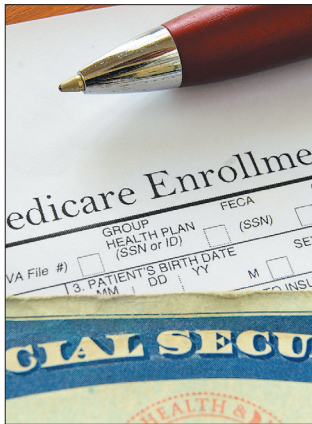 edicare Enrollme
GROUP
HEALTH PLAN
(SSN or ID)
FECA
(SSN)
VA File #)
3. PATIENT'S BIRTH DATE
MM DD YY
M
CIAL SECU
HEALTH &